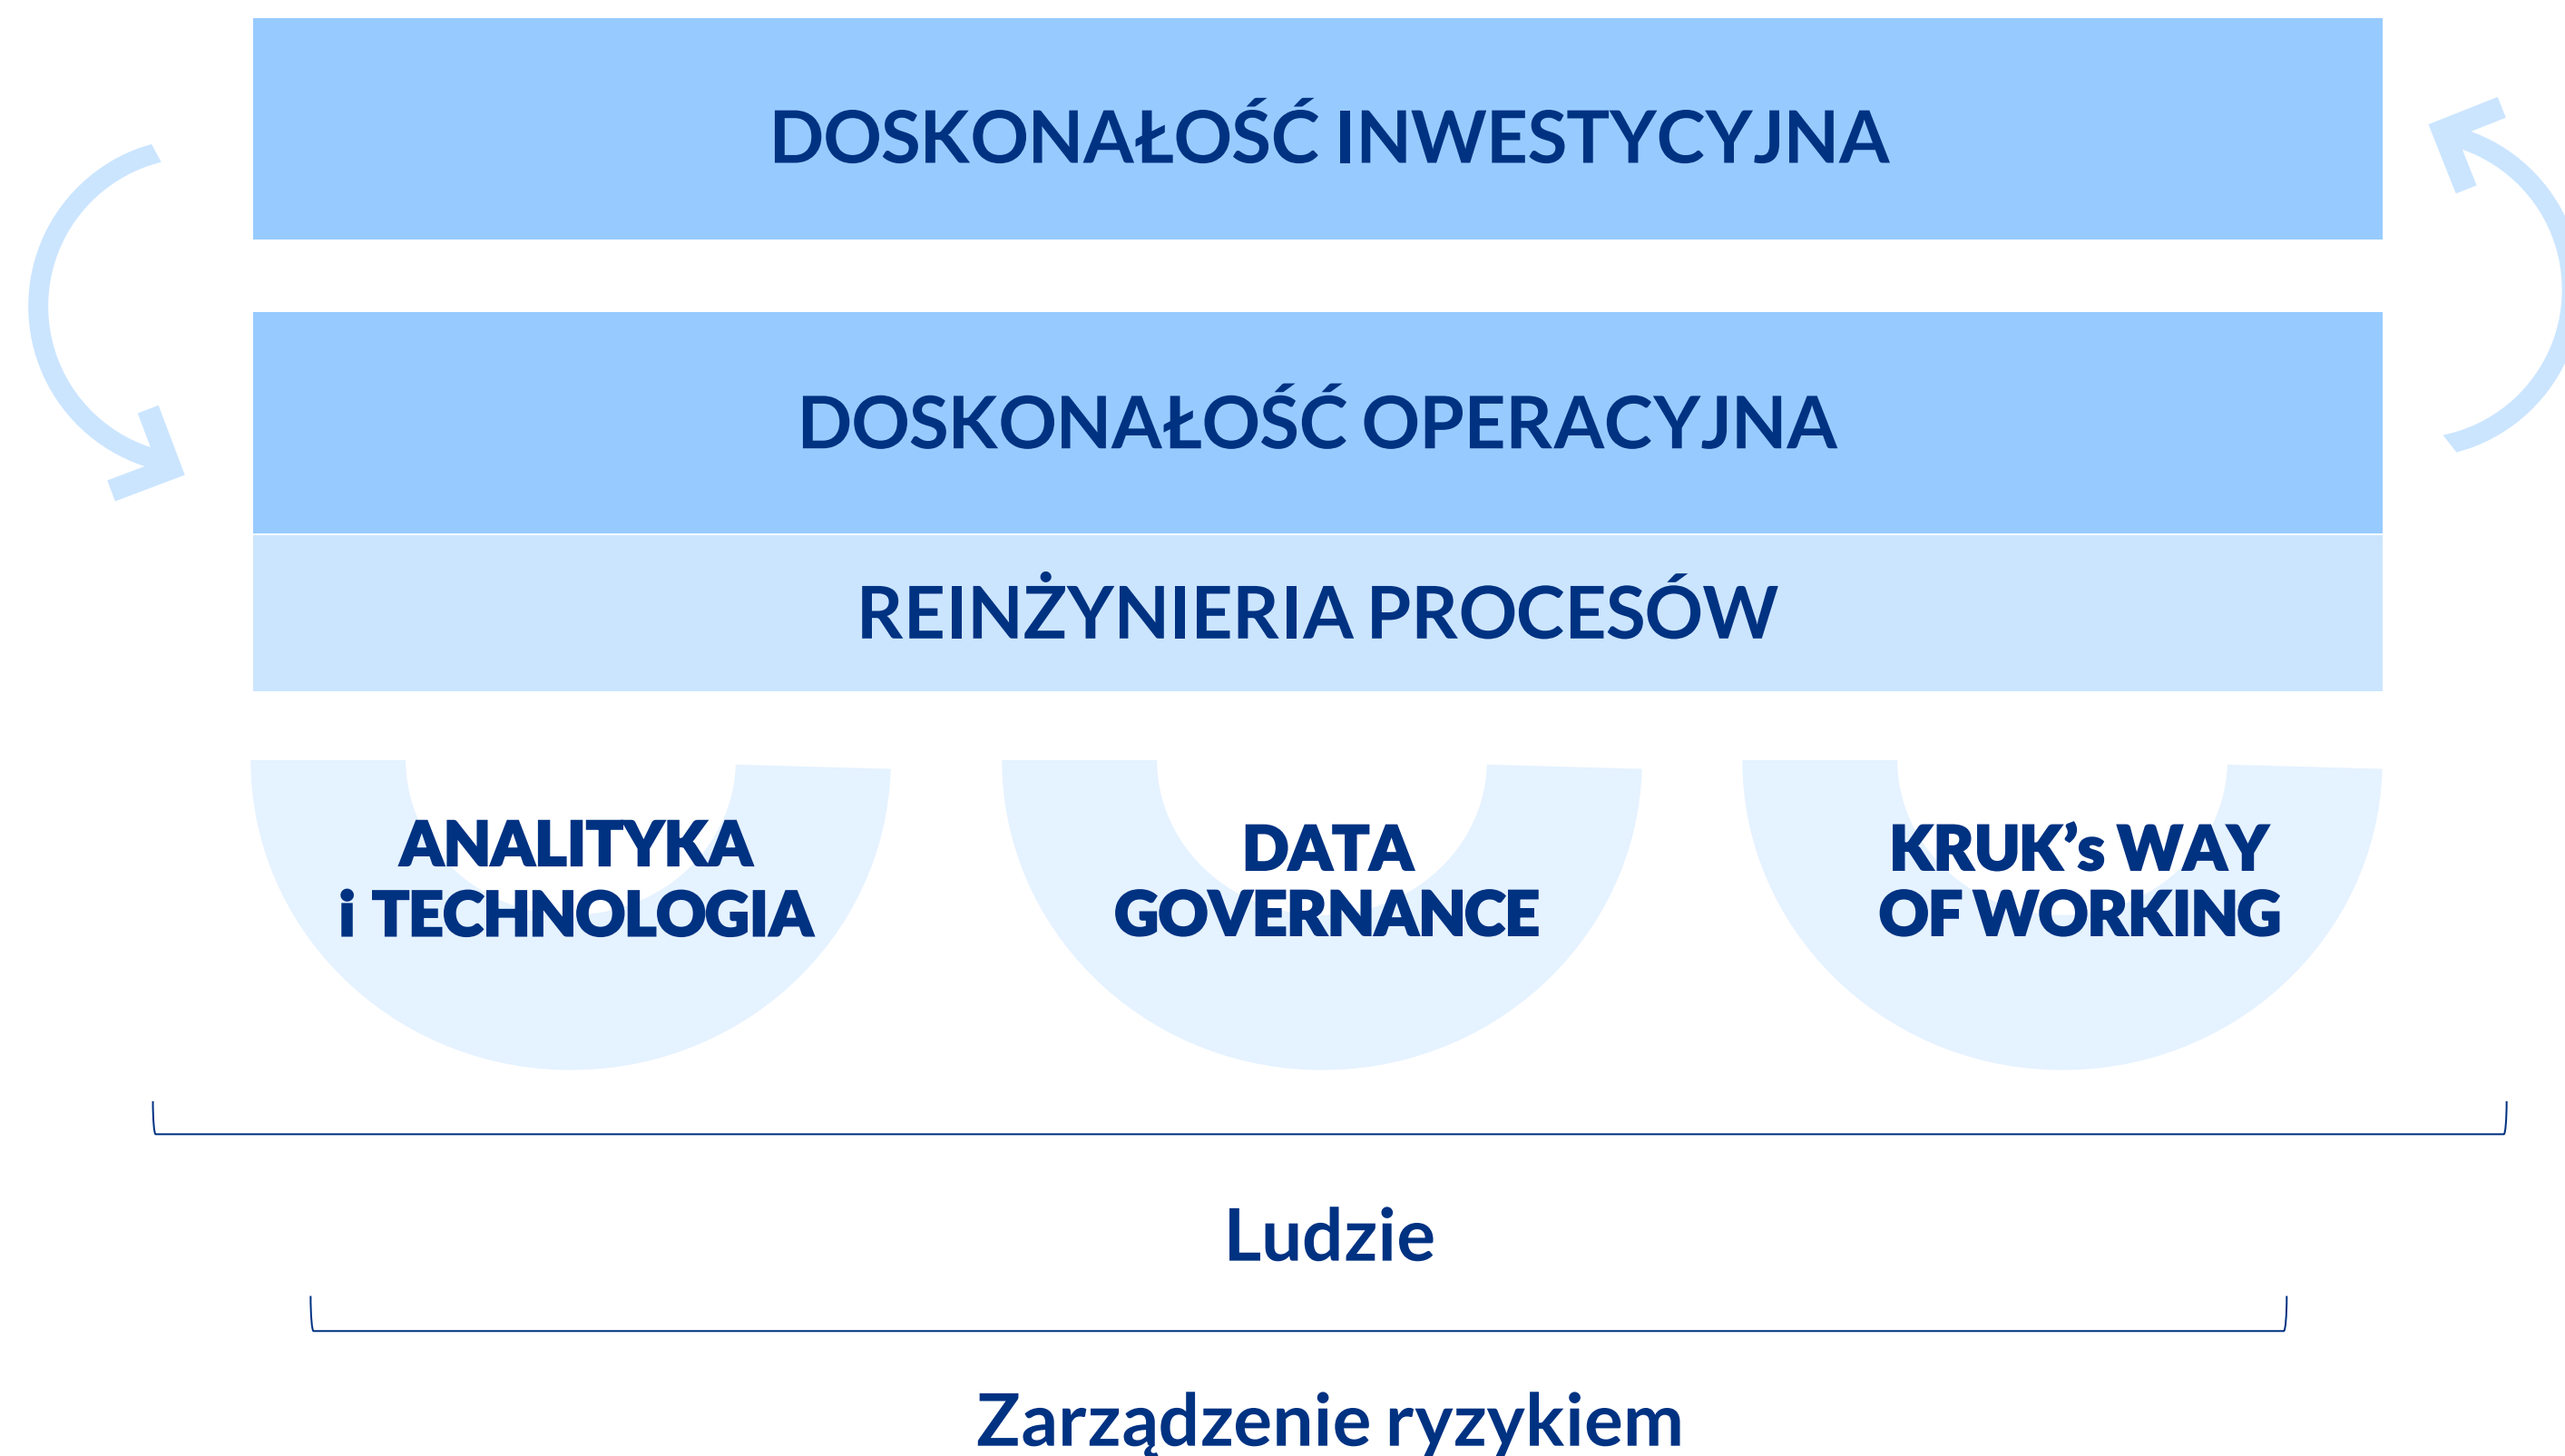 DOSKONAŁOŚĆ INWESTYCYJNA
DOSKONAŁOŚĆ OPERACYJNA
REINŻYNIERIA PROCESÓW
ANALITYKA
i TECHNOLOGIA
DATA
GOVERNANCE
KRUK’s WAY
OF WORKING
Ludzie
Zarządzenie ryzykiem